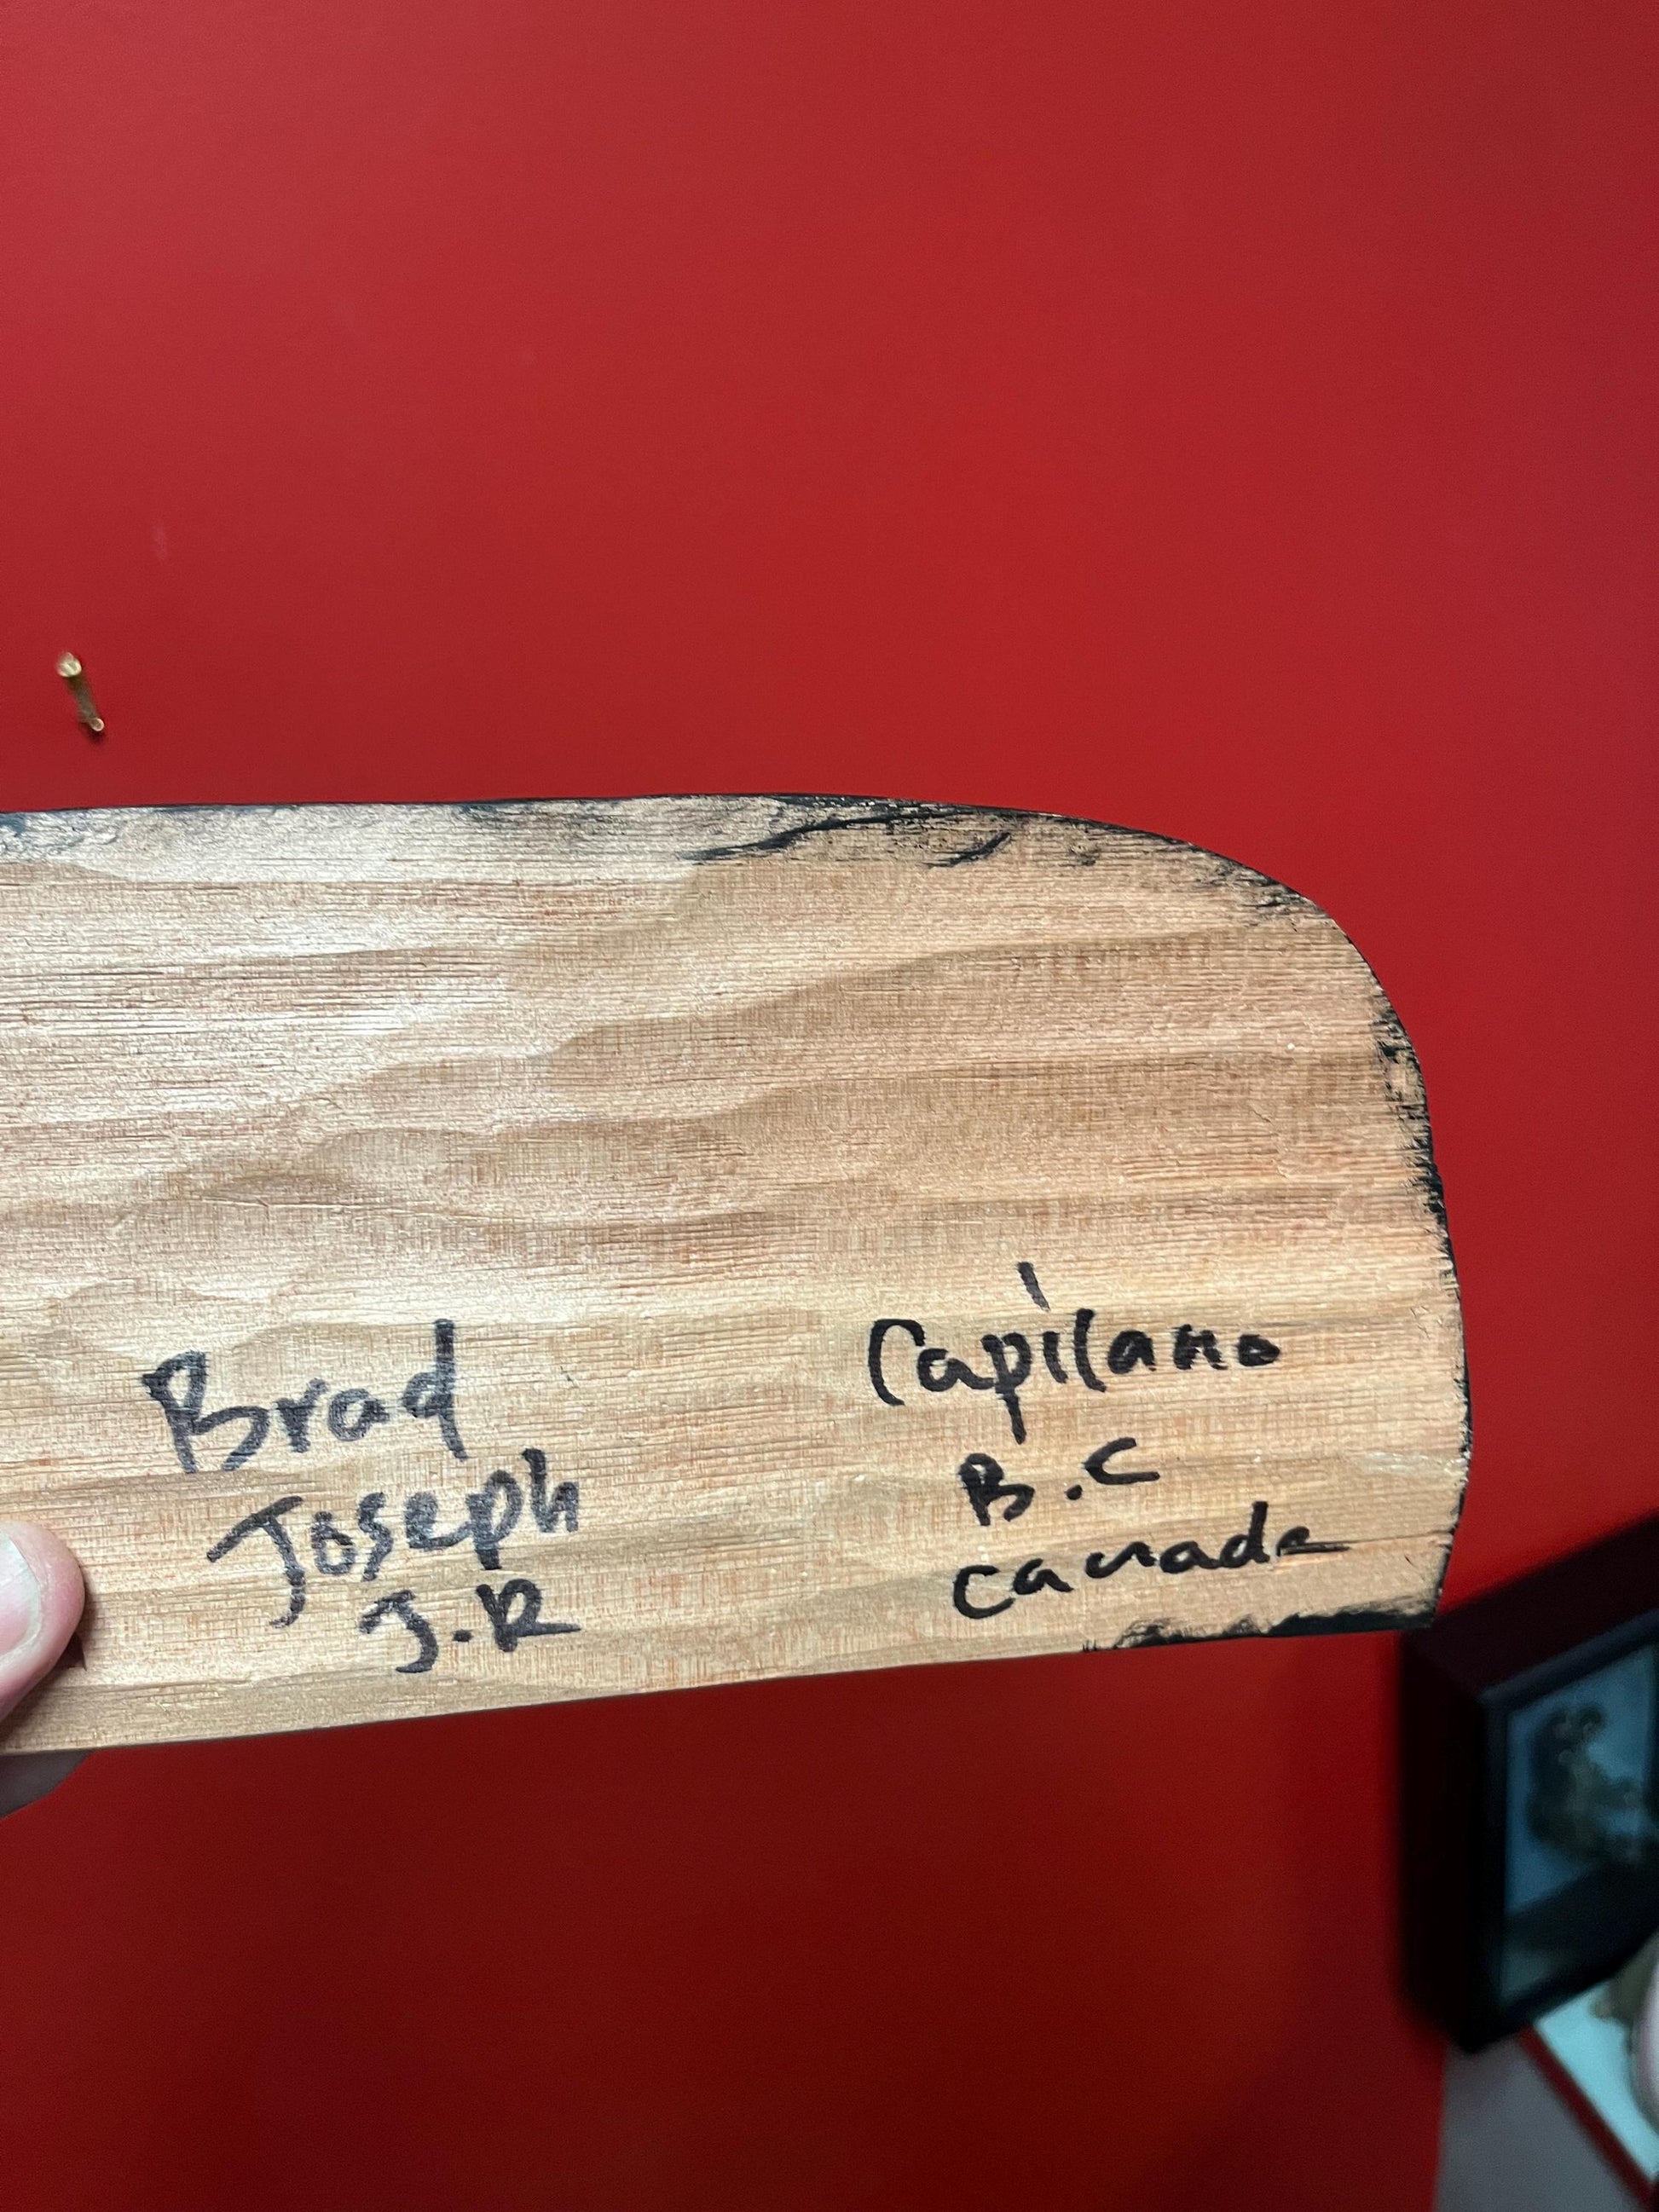 Brad
Joseph
J.R
Capilano
B.C
Canada